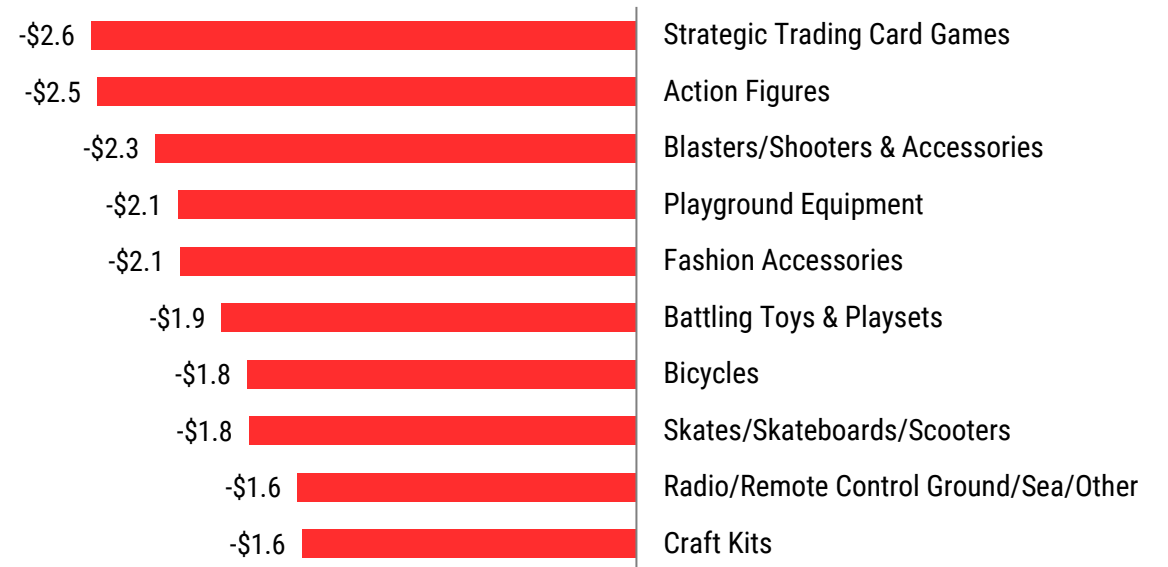 -$2.6 Strategic Trading Card Games
-$2.5 Action Figures
-$2.3 Blasters/Shooters & Accessories
-$2.1 Playground Equipment
-$2.1 Fashion Accessories
-$1.9 Battling Toys & Playsets
-$1.8 Bicycles
-$1.8 Skates/Skateboards/Scooters
-$1.6 Radio/Remote Control Ground/Sea/Other
-$1.6 Craft Kits